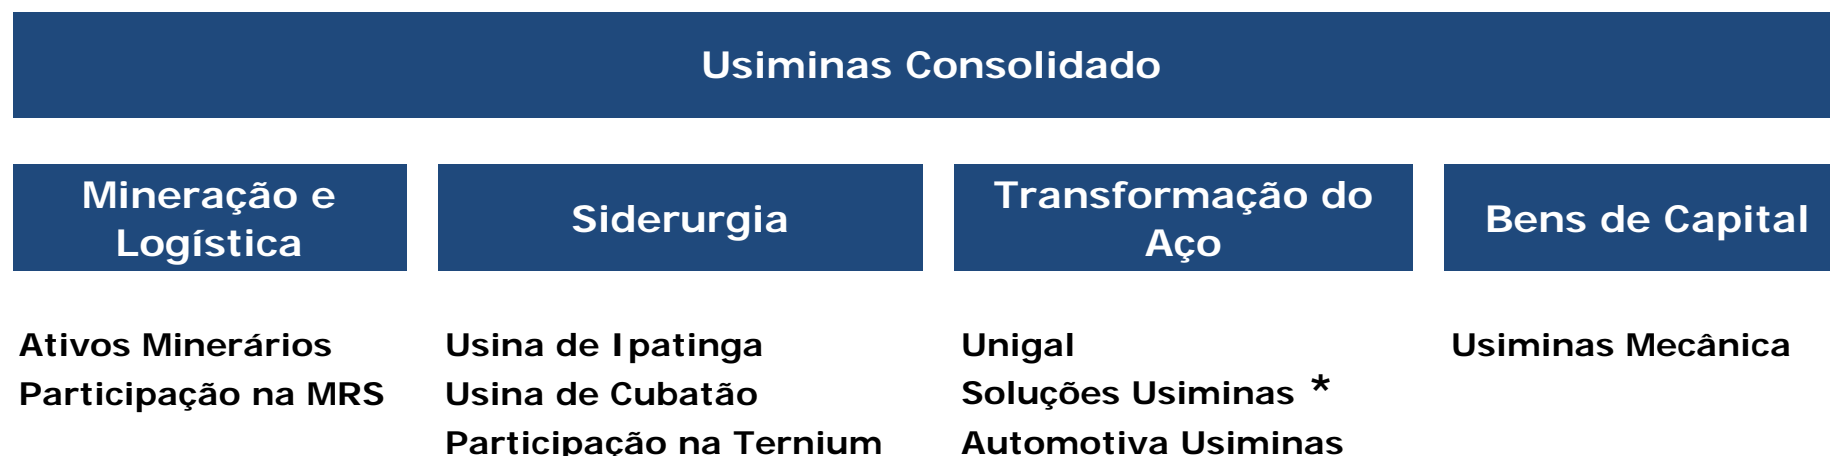 Usiminas Consolidado
Mineração e
Logística
Siderurgia
Transformação do
Aço
Bens de Capital
Ativos Minerários
Participação na MRS
Usina de Ipatinga
Usina de Cubatão
Participação na Ternium
Unigal
Soluções Usiminas *
Automotiva Usiminas
Usiminas Mecânica